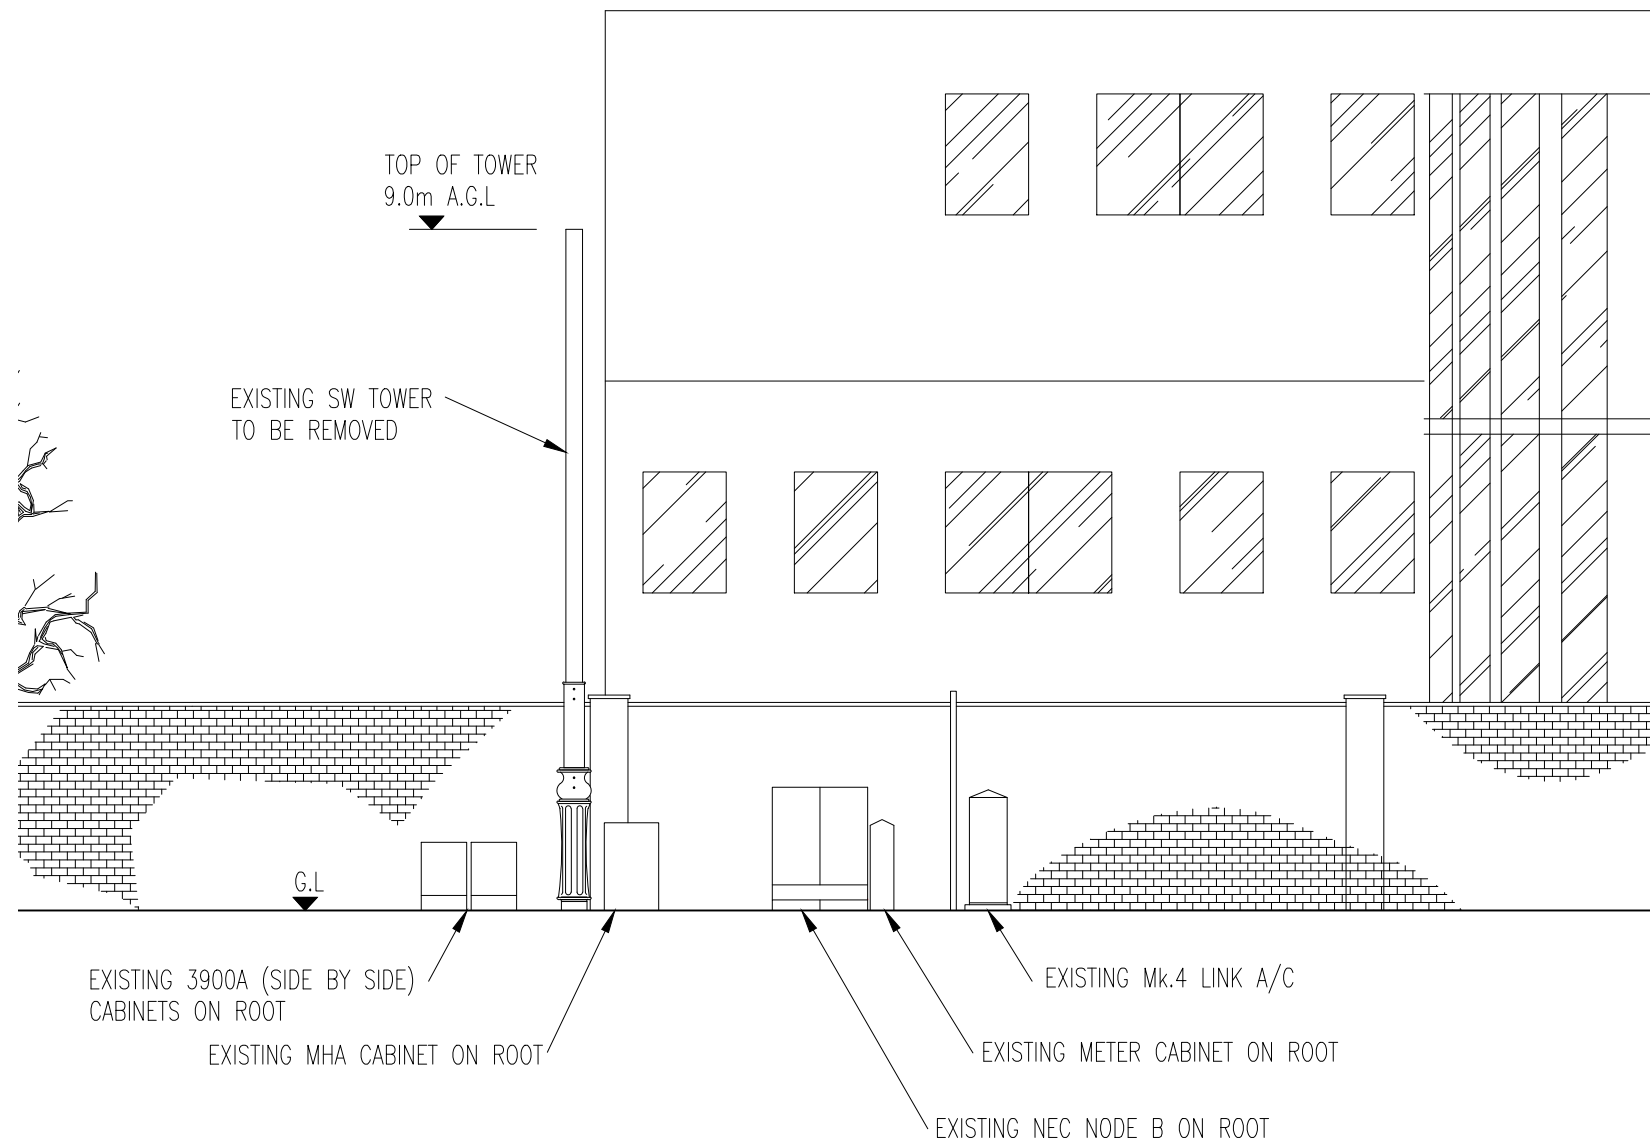 TOP OF TOWER
9.0m A.G.L
EXISTING SW TOWER
TO BE REMOVED
G.L
EXISTING 3900A (SIDE BY SIDE)
CABINETS ON ROOT
EXISTING MHA CABINET ON ROOT
EXISTING Mk.4 LINK A/C
EXISTING METER CABINET ON ROOT
EXISTING NEC NODE B ON ROOT